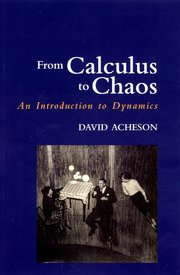 From Calculus
to Chaos
An Introduction to Dynamics
DAVID ACHESON